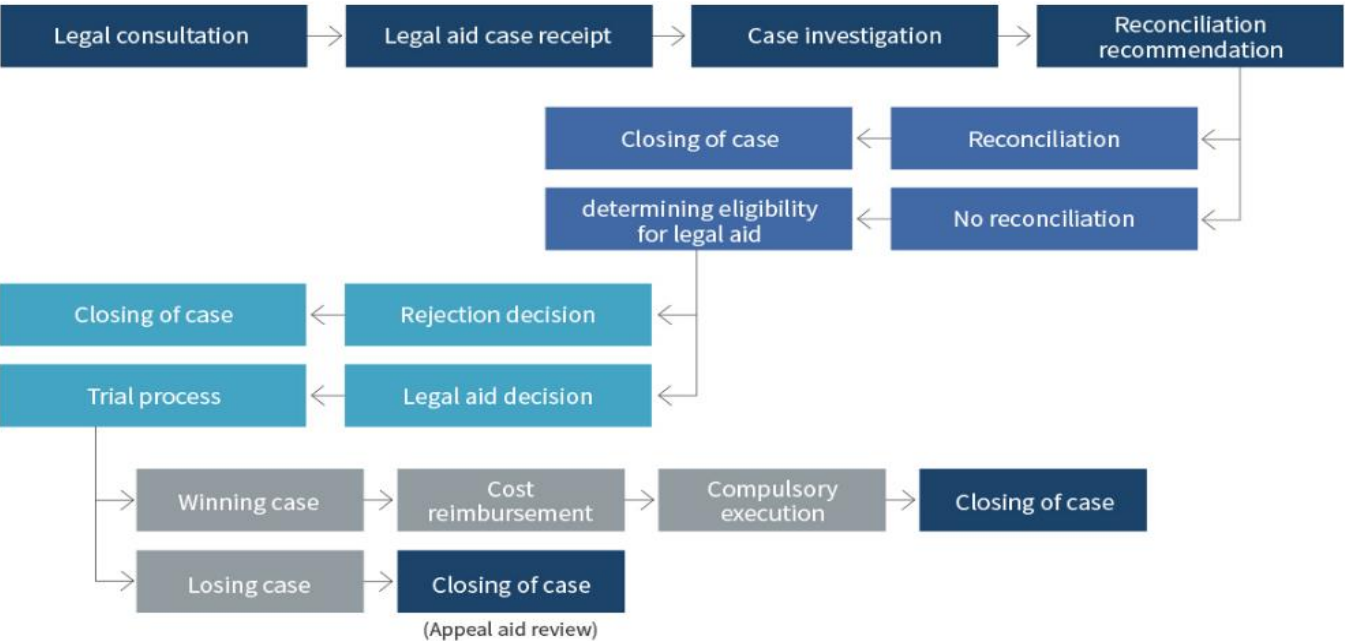 Legal consultation
Legal aid case receipt
Case investigation
Reconciliation
recommendation
Closing of case
Reconciliation
determining eligibility
for legal aid
No reconciliation
Closing of case
Rejection decision
Trial process
Legal aid decision
Winning case
Cost
reimbursement
Compulsory
execution
Closing of case
Losing case
Closing of case
(Appeal aid review)